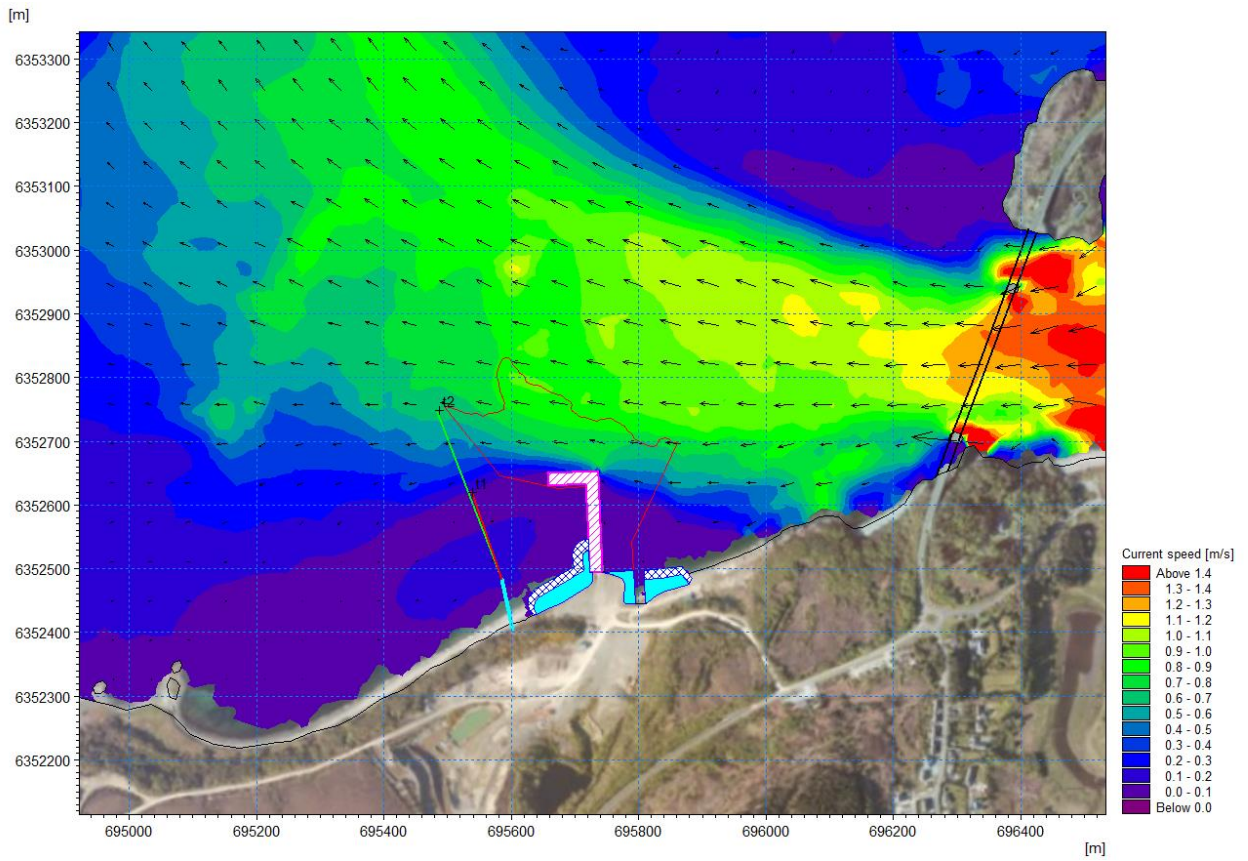 [m]
6353300
6353200
6353100
6353000
6352900
6352800
6352700
6352600
6352500
6352400
6352300
6352200
t2
t1
695000 695200 695400 695600 695800 696000 696200 696400
[m]
Current speed [m/s]
Above 1.4
1.3 - 1.4
1.2 - 1.3
1.1 - 1.2
1.0 - 1.1
0.9 - 1.0
0.8 - 0.9
0.7 - 0.8
0.6 - 0.7
0.5 - 0.6
0.4 - 0.5
0.3 - 0.4
0.2 - 0.3
0.1 - 0.2
0.0 - 0.1
Below 0.0